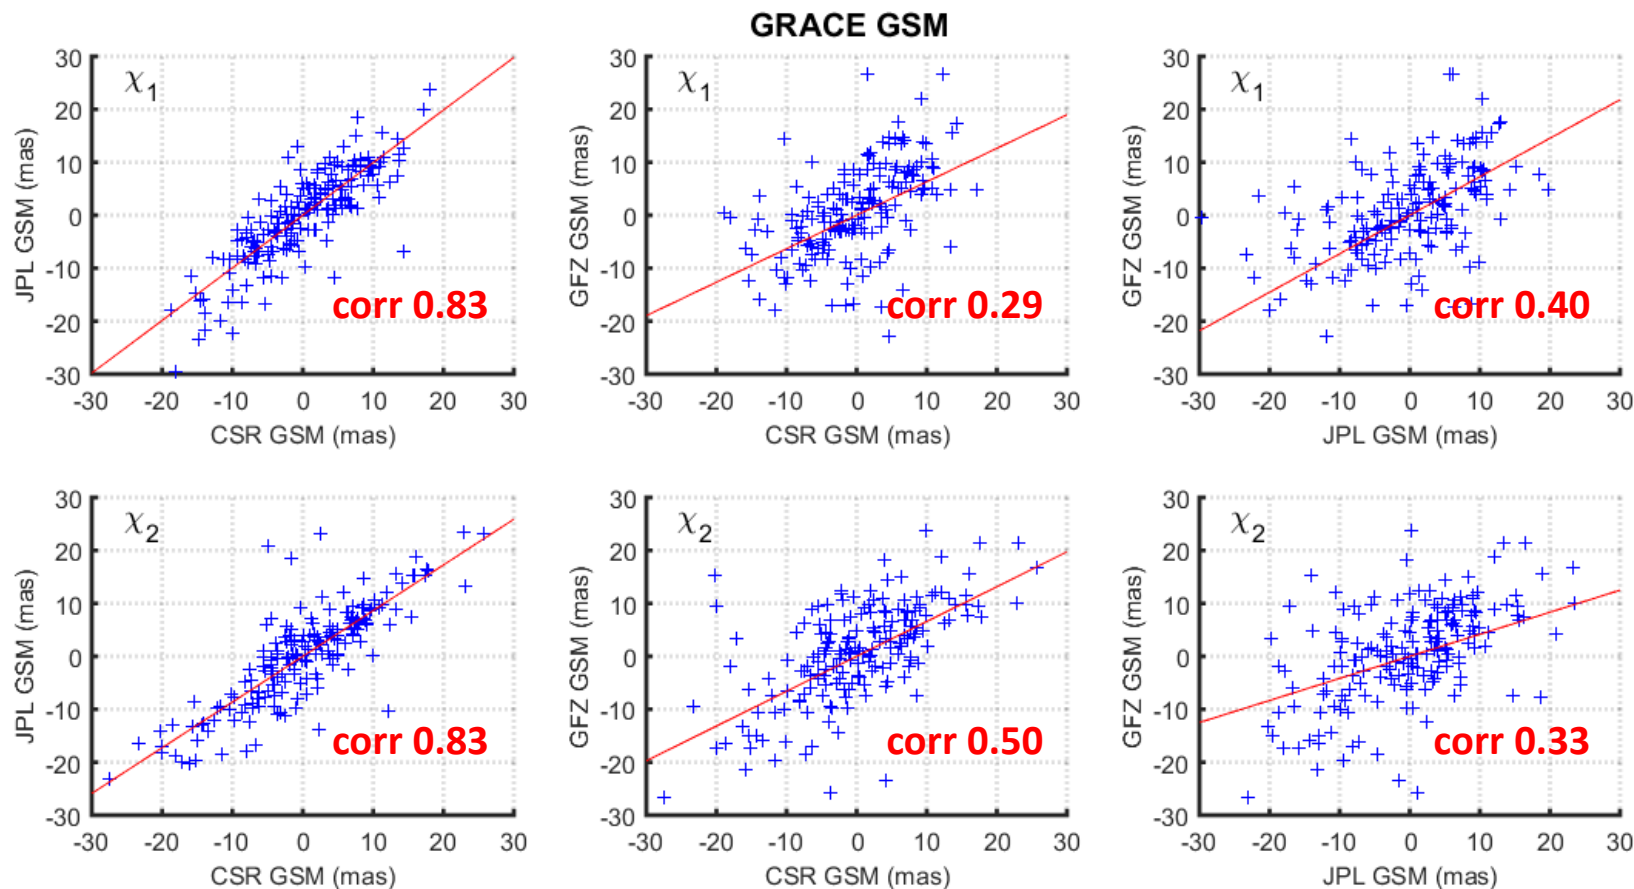 GRACE GSM
χ1
30
20
10
0
-10
-20
-30
JPL GSM (mas)
corr 0.83
-30 -20 -10 0 10 20 30
CSR GSM (mas)
χ1
30
20
10
0
-10
-20
-30
GFZ GSM (mas)
corr 0.29
-30 -20 -10 0 10 20 30
CSR GSM (mas)
χ1
30
20
10
0
-10
-20
-30
GFZ GSM (mas)
corr 0.40
-30 -20 -10 0 10 20 30
JPL GSM (mas)
χ2
30
20
10
0
-10
-20
-30
JPL GSM (mas)
corr 0.83
-30 -20 -10 0 10 20 30
CSR GSM (mas)
χ2
30
20
10
0
-10
-20
-30
GFZ GSM (mas)
corr 0.50
-30 -20 -10 0 10 20 30
CSR GSM (mas)
χ2
30
20
10
0
-10
-20
-30
GFZ GSM (mas)
corr 0.33
-30 -20 -10 0 10 20 30
JPL GSM (mas)